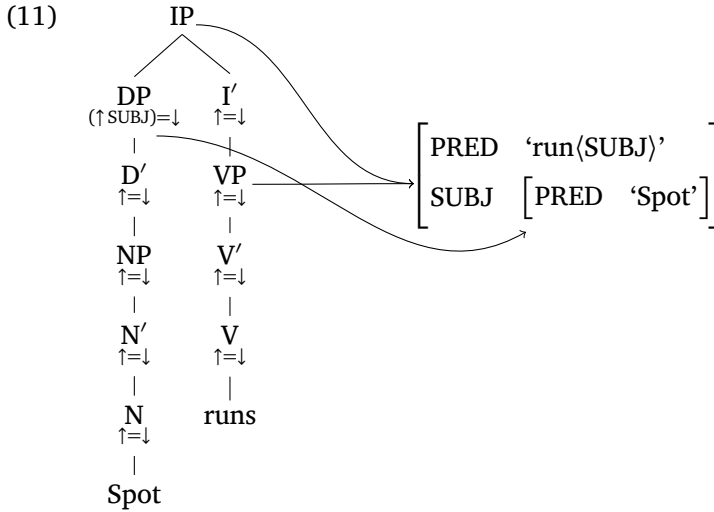 (11) IP
DP I′
(↑ SUBJ)=↓ ↑=↓
D′ VP
↑=↓ ↑=↓
NP V′
↑=↓ ↑=↓
N′ V
↑=↓ ↑=↓
N runs
↑=↓
Spot
PRED ‘run⟨SUBJ⟩’
SUBJ [PRED ‘Spot’]